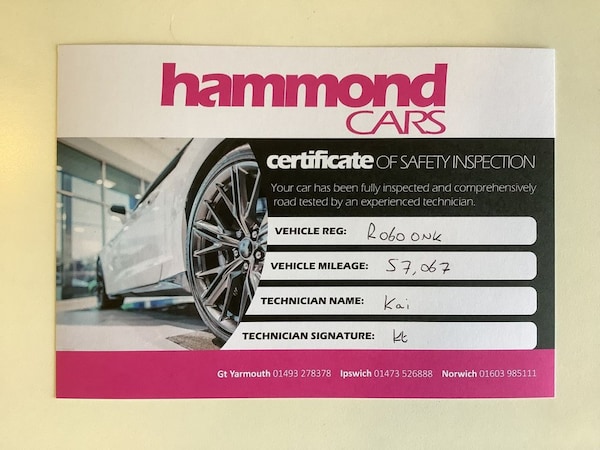 hammond
CARS
certificate OF SAFETY INSPECTION
Your car has been fully inspected and comprehensively
road tested by an experienced technician.
VEHICLE REG: RO60 ONK
VEHICLE MILEAGE: 57,067
TECHNICIAN NAME: Kai
TECHNICIAN SIGNATURE: kt
Gt Yarmouth 01493 278378 Ipswich 01473 526888 Norwich 01603 985111